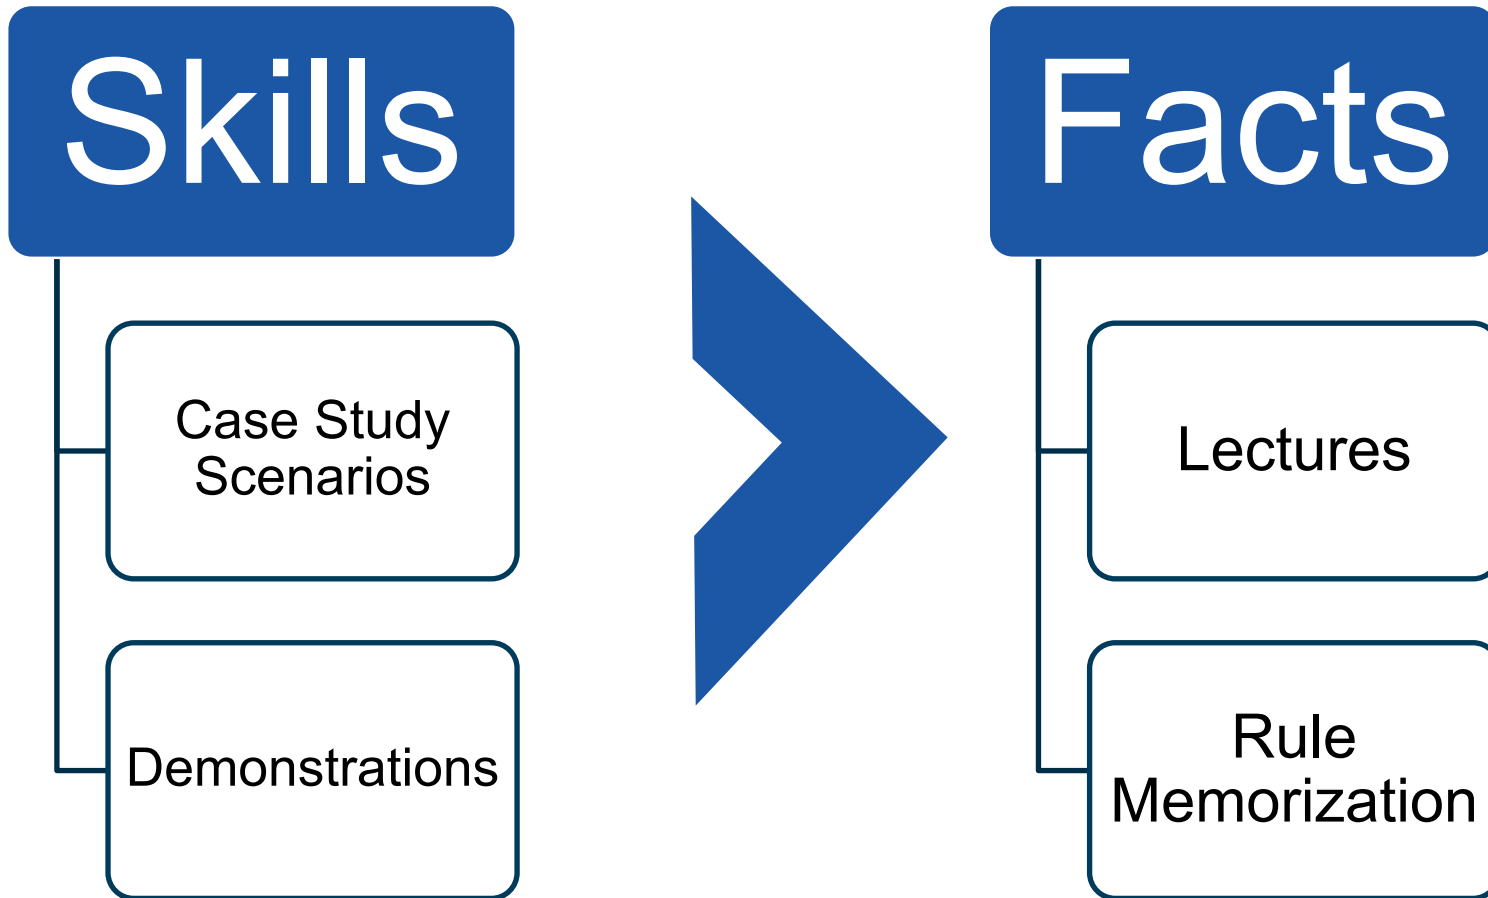 Skills
Case Study
Scenarios
Demonstrations
Facts
Lectures
Rule
Memorization